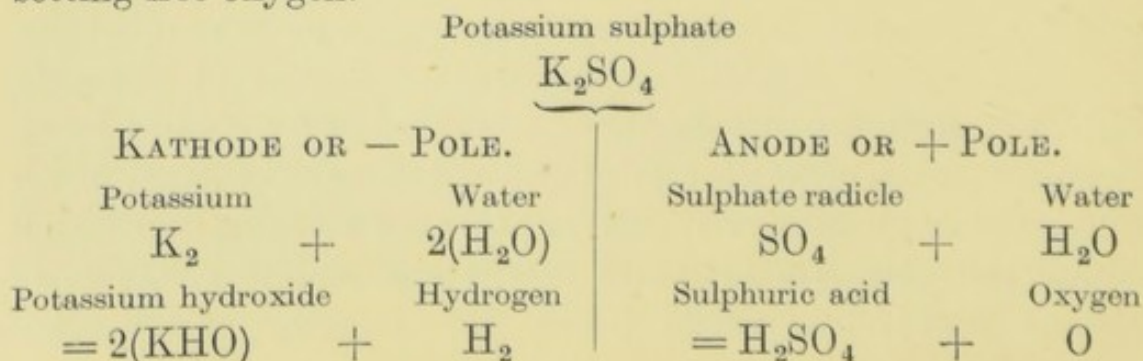 Potassium sulphate
K₂SO₄
KATHODE OR — POLE. ANODE OR + POLE.
Potassium Water Sulphate radicle Water
K₂ + 2(H₂O) SO₄ + H₂O
Potassium hydroxide Hydrogen Sulphuric acid Oxygen
= 2(KHO) + H₂ = H₂SO₄ + O